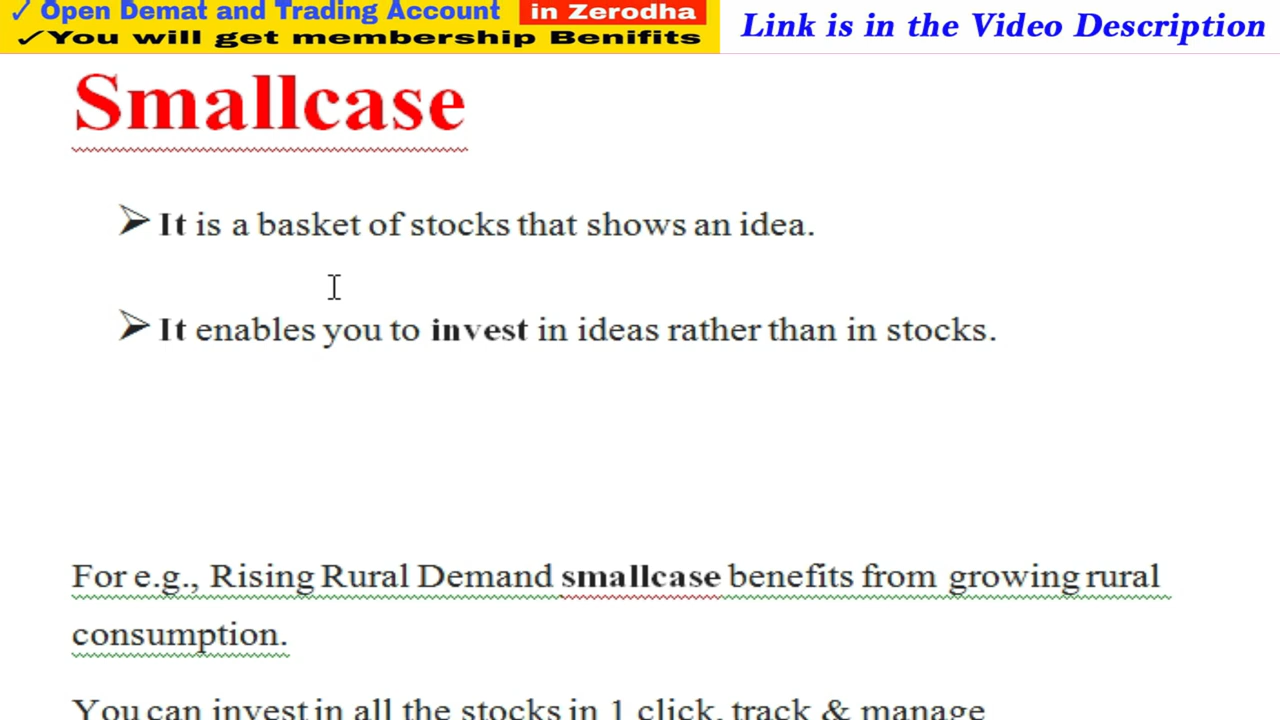 ✓ Open Demat and Trading Account in Zerodha
✓You will get membership Benifits
Link is in the Video Description
Smallcase
➢ It is a basket of stocks that shows an idea.
➢ It enables you to invest in ideas rather than in stocks.
For e.g., Rising Rural Demand smallcase benefits from growing rural
consumption.
You can invest in all the stocks in 1 click, track & manage